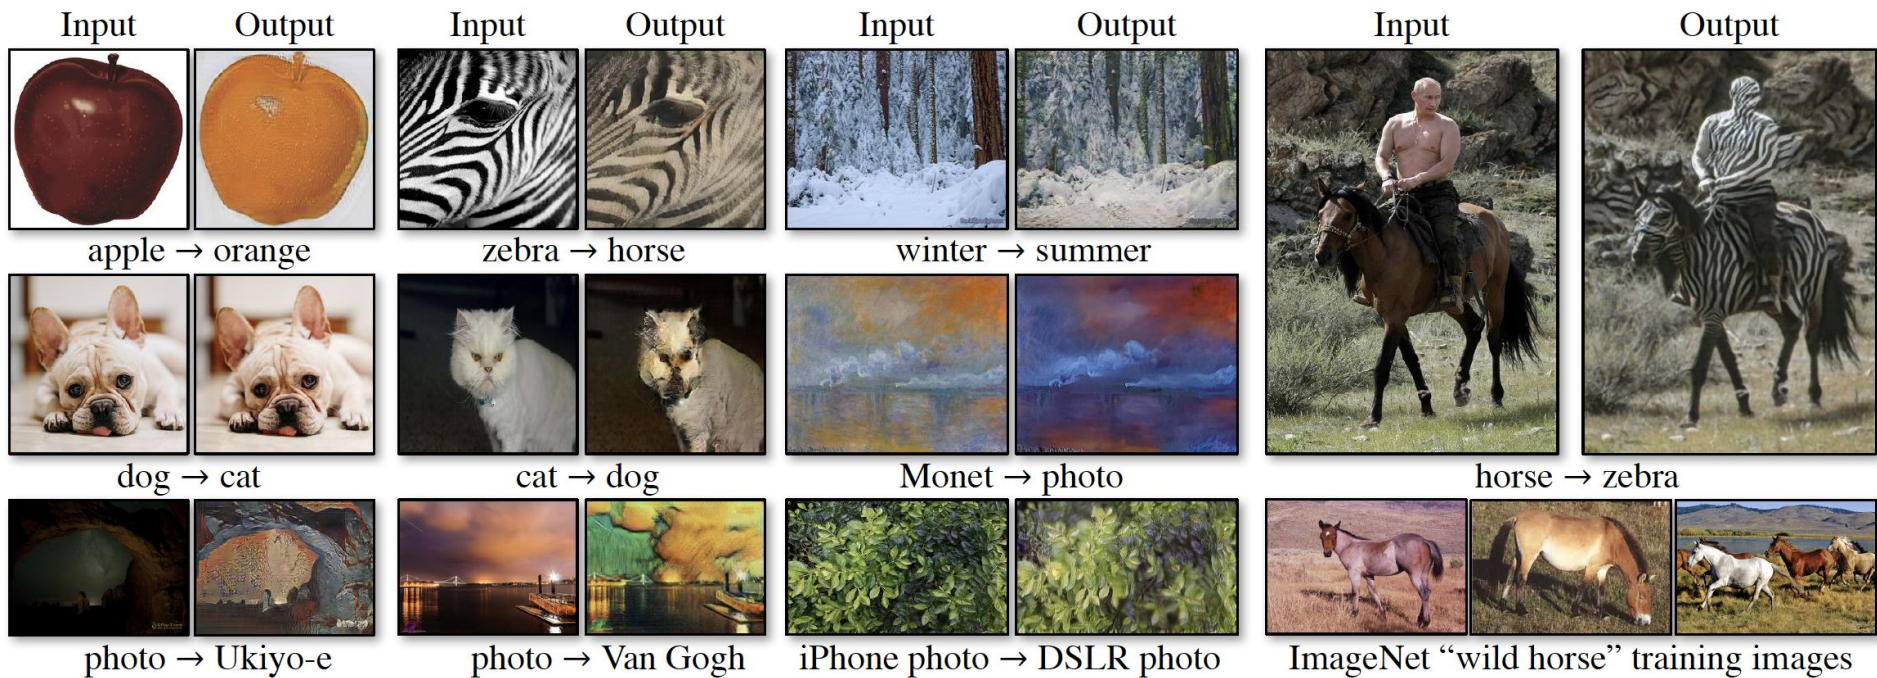 Input Output Input Output Input Output Input Output
apple → orange zebra → horse winter → summer
dog → cat cat → dog Monet → photo horse → zebra
photo → Ukiyo-e photo → Van Gogh iPhone photo → DSLR photo ImageNet “wild horse” training images